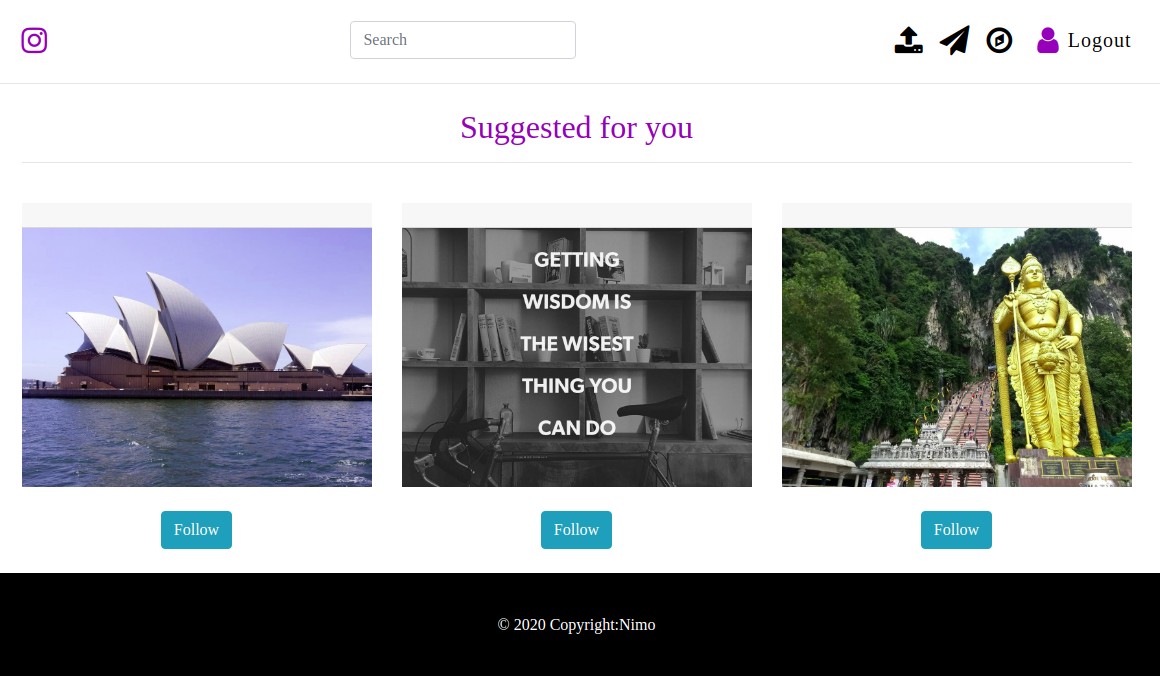 Search
Logout
Suggested for you
GETTING
WISDOM IS
THE WISEST
THING YOU
CAN DO
Follow
Follow
Follow
© 2020 Copyright:Nimo